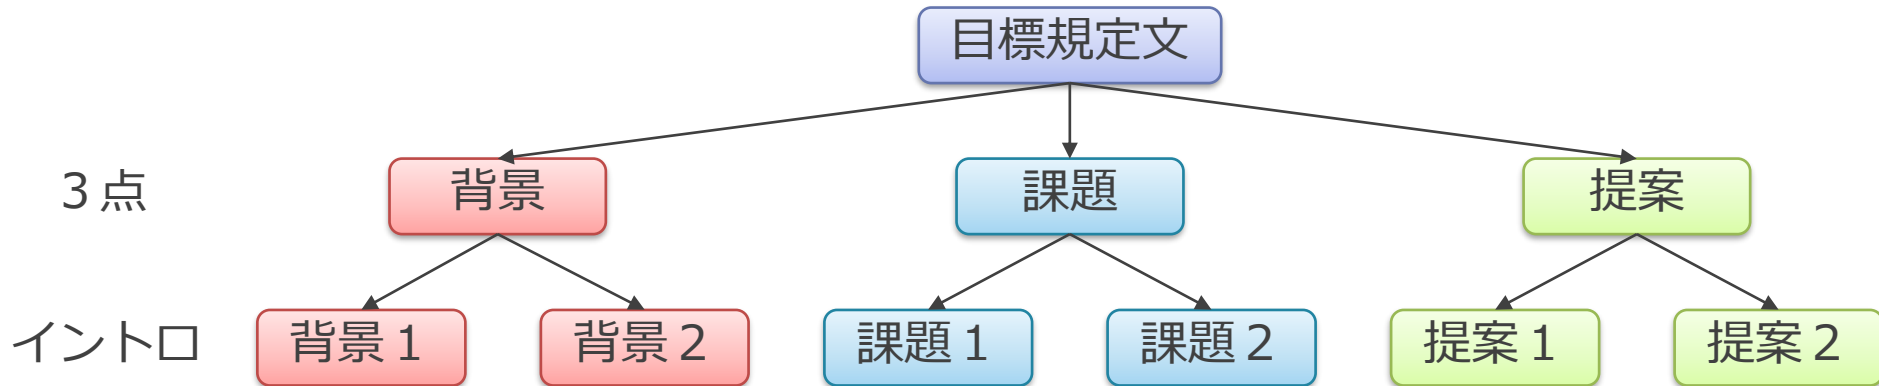 目標規定文
３点
背景
課題
提案
イントロ
背景１
背景２
課題１
課題２
提案１
提案２